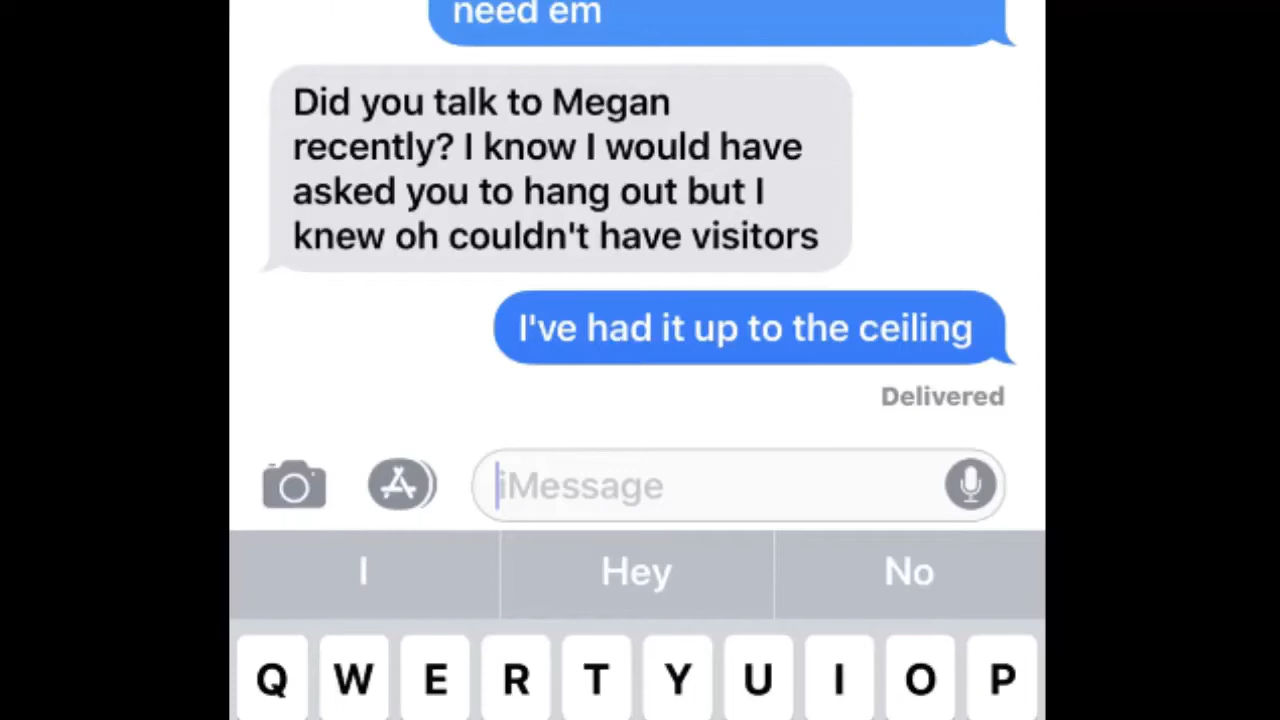 need em
Did you talk to Megan
recently? I know I would have
asked you to hang out but I
knew oh couldn't have visitors
I've had it up to the ceiling
Delivered
iMessage
I Hey No
Q W E R T Y U I O P